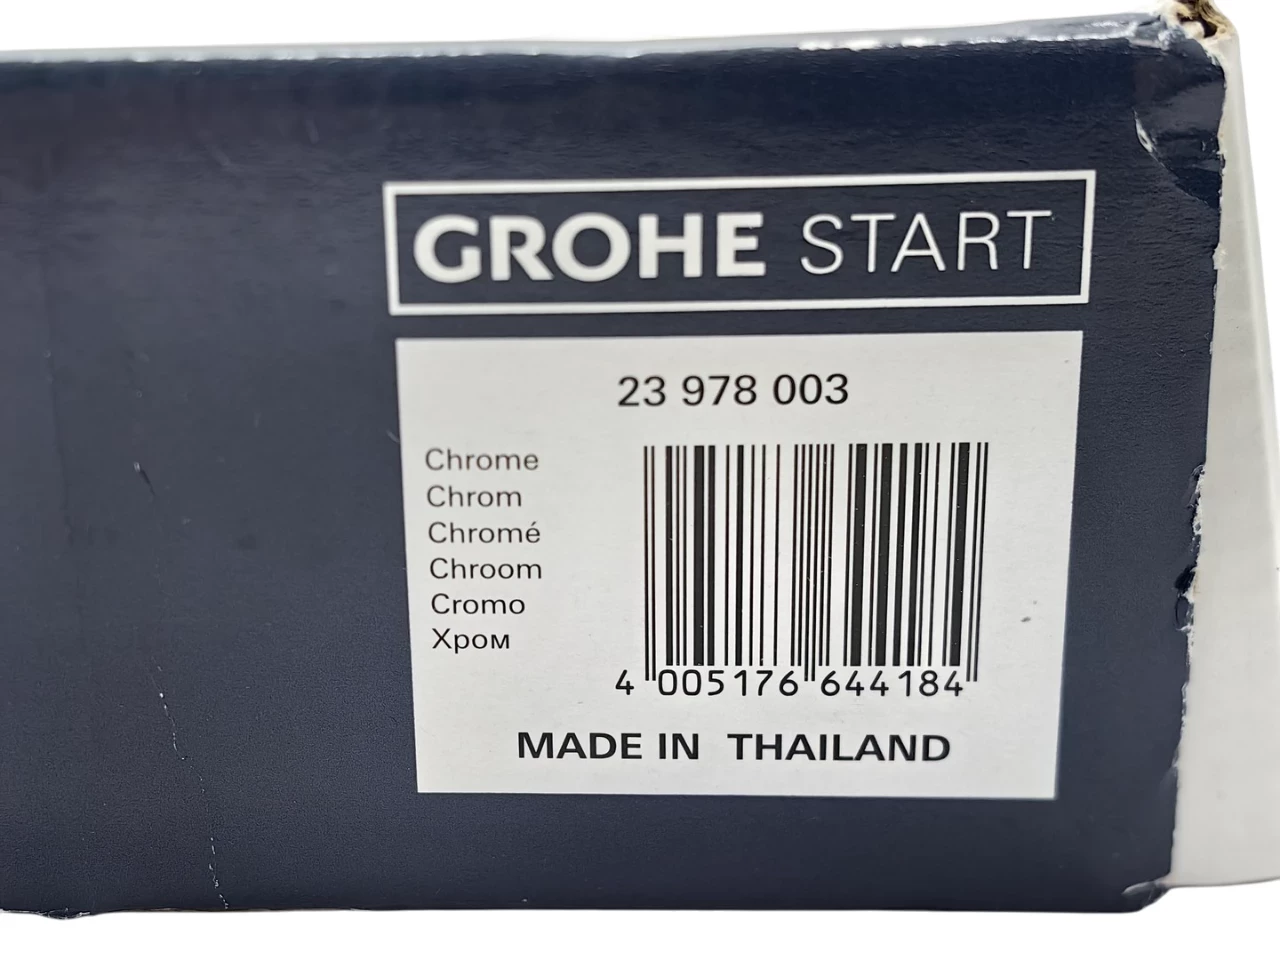 GROHE START
23 978 003
Chrome
Chrom
Chromé
Chroom
Cromo
Хром
4 005176 644184
MADE IN THAILAND